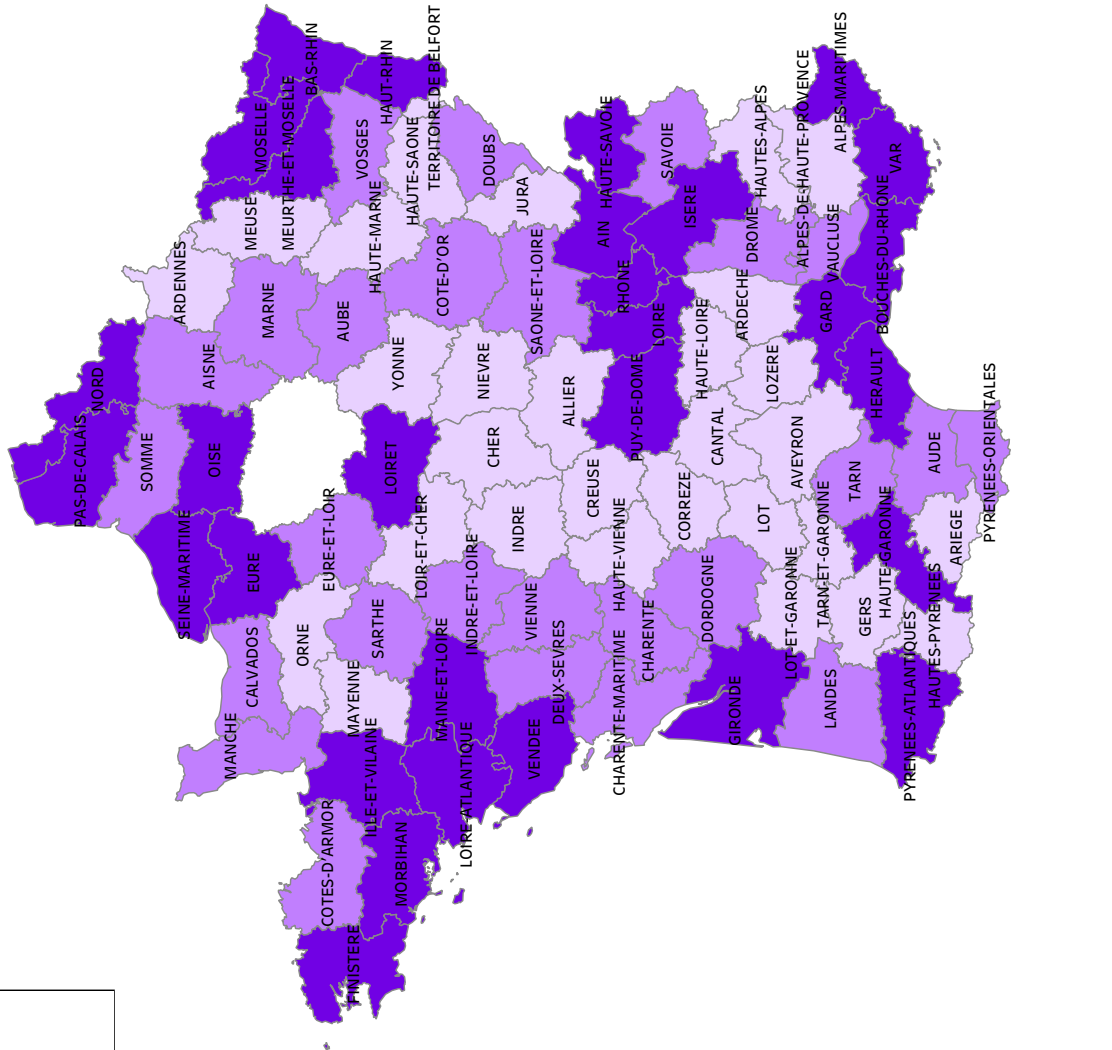 PAS-DE-CALAIS
NORD
SOMME
AISNE
OISE
ARDENNES
SEINE-MARITIME
EURE
MEUSE
MARNE
MOSELLE
MEURTHE-ET-MOSELLE
BAS-RHIN
HAUT-RHIN
VOSGES
TERRITOIRE DE BELFORT
HAUTE-SAONE
HAUTE-MARNE
AUBE
DOUBS
JURA
COTE-D'OR
YONNE
NIEVRE
SAONE-ET-LOIRE
LOIRET
EURE-ET-LOIR
LOIR-ET-CHER
CHER
ALLIER
CALVADOS
MANCHE
ORNE
SARTHE
MAYENNE
INDRE-ET-LOIRE
INDRE
CREUSE
VIENNE
HAUTE-VIENNE
MAINE-ET-LOIRE
DEUX-SEVRES
VENDEE
LOIRE-ATLANTIQUE
ILLE-ET-VILAINE
COTES-D'ARMOR
MORBIHAN
FINISTERE
CHARENTE
CHARENTE-MARITIME
DORDOGNE
GIRONDE
CORREZE
CANTAL
LOT
LOT-ET-GARONNE
TARN-ET-GARONNE
LANDES
GERS
HAUTE-GARONNE
PYRENEES-ATLANTIQUES
HAUTES-PYRENEES
ARIEGE
PYRENEES-ORIENTALES
AUDE
TARN
AVEYRON
HERAULT
LOZERE
HAUTE-LOIRE
PUY-DE-DOME
LOIRE
RHONE
AIN
HAUTE-SAVOIE
SAVOIE
ISERE
DROME
ARDECHE
GARD
VAUCLUSE
BOUCHES-DU-RHONE
HAUTES-ALPES
ALPES-DE-HAUTE-PROVENCE
ALPES-MARITIMES
VAR